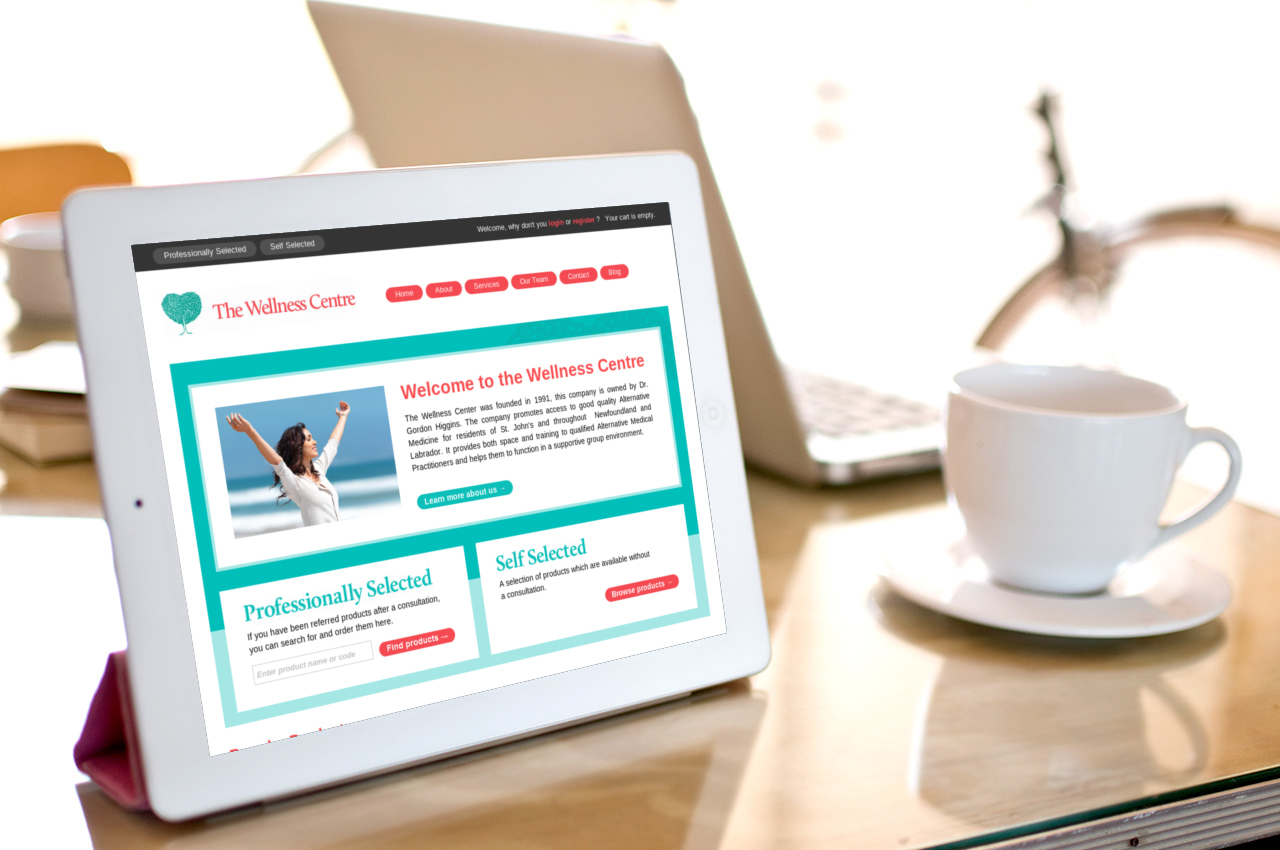 Professionally Selected
Self Selected
Welcome, why don't you login or register ? Your cart is empty.
The Wellness Centre
Home
About
Services
Our Team
Contact
Blog
Welcome to the Wellness Centre
The Wellness Center was founded in 1991, this company is owned by Dr.
Gordon Higgins. The company promotes access to good quality Alternative
Medicine for residents of St. John's and throughout Newfoundland and
Labrador. It provides both space and training to qualified Alternative Medical
Practitioners and helps them to function in a supportive group environment.
Learn more about us →
Professionally Selected
If you have been referred products after a consultation,
you can search for and order them here.
Enter product name or code
Find products →
Self Selected
A selection of products which are available without
a consultation.
Browse products →